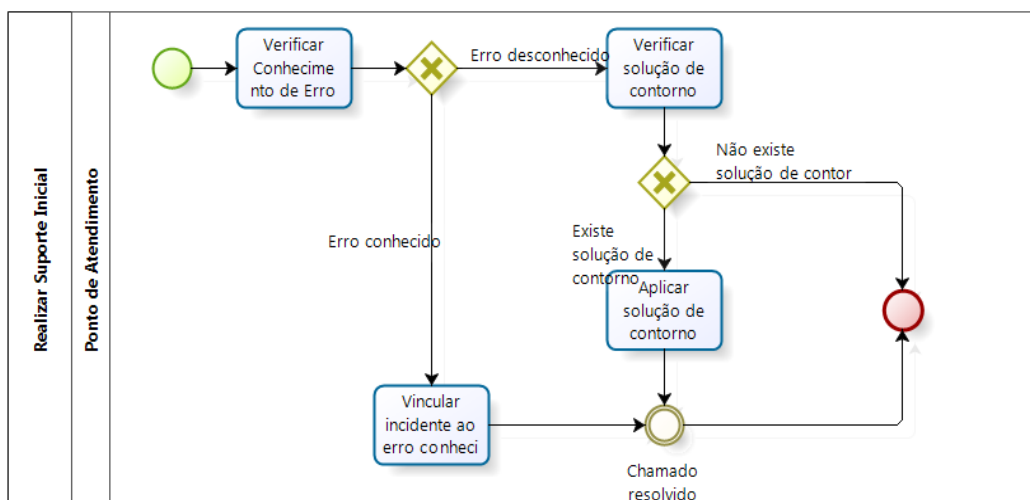 Realizar Suporte Inicial
Ponto de Atendimento
Verificar
Conhecime
nto de Erro
Erro desconhecido
Verificar
solução de
contorno
Não existe
solução de contor
Erro conhecido
Existe
solução de
contorno
Aplicar
solução de
contorno
Vincular
incidente ao
erro conheci
Chamado
resolvido